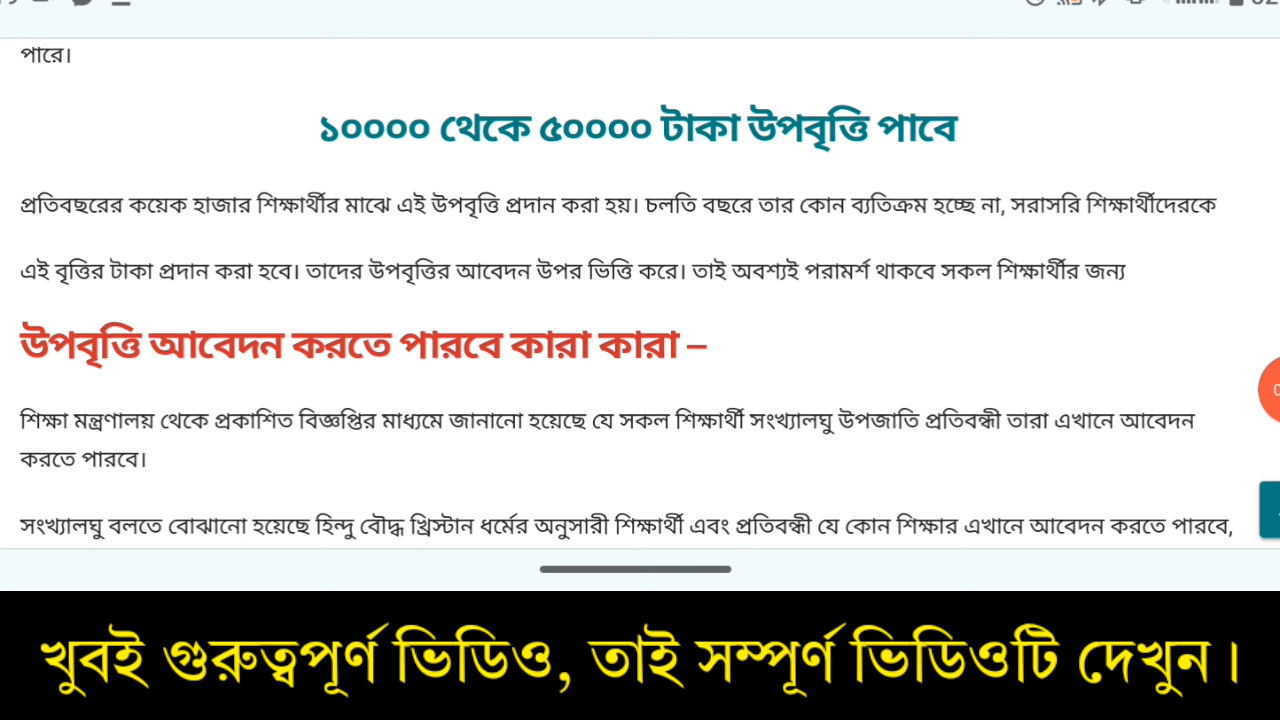 পারে।
১০০০০ থেকে ৫০০০০ টাকা উপবৃত্তি পাবে
প্রতিবছরের কয়েক হাজার শিক্ষার্থীর মাঝে এই উপবৃত্তি প্রদান করা হয়। চলতি বছরে তার কোন ব্যতিক্রম হচ্ছে না, সরাসরি শিক্ষার্থীদেরকে
এই বৃত্তির টাকা প্রদান করা হবে। তাদের উপবৃত্তির আবেদন উপর ভিত্তি করে। তাই অবশ্যই পরামর্শ থাকবে সকল শিক্ষার্থীর জন্য
উপবৃত্তি আবেদন করতে পারবে কারা কারা –
শিক্ষা মন্ত্রণালয় থেকে প্রকাশিত বিজ্ঞপ্তির মাধ্যমে জানানো হয়েছে যে সকল শিক্ষার্থী সংখ্যালঘু উপজাতি প্রতিবন্ধী তারা এখানে আবেদন
করতে পারবে।
সংখ্যালঘু বলতে বোঝানো হয়েছে হিন্দু বৌদ্ধ খ্রিস্টান ধর্মের অনুসারী শিক্ষার্থী এবং প্রতিবন্ধী যে কোন শিক্ষার এখানে আবেদন করতে পারবে,
খুবই গুরুত্বপূর্ণ ভিডিও, তাই সম্পূর্ণ ভিডিওটি দেখুন।